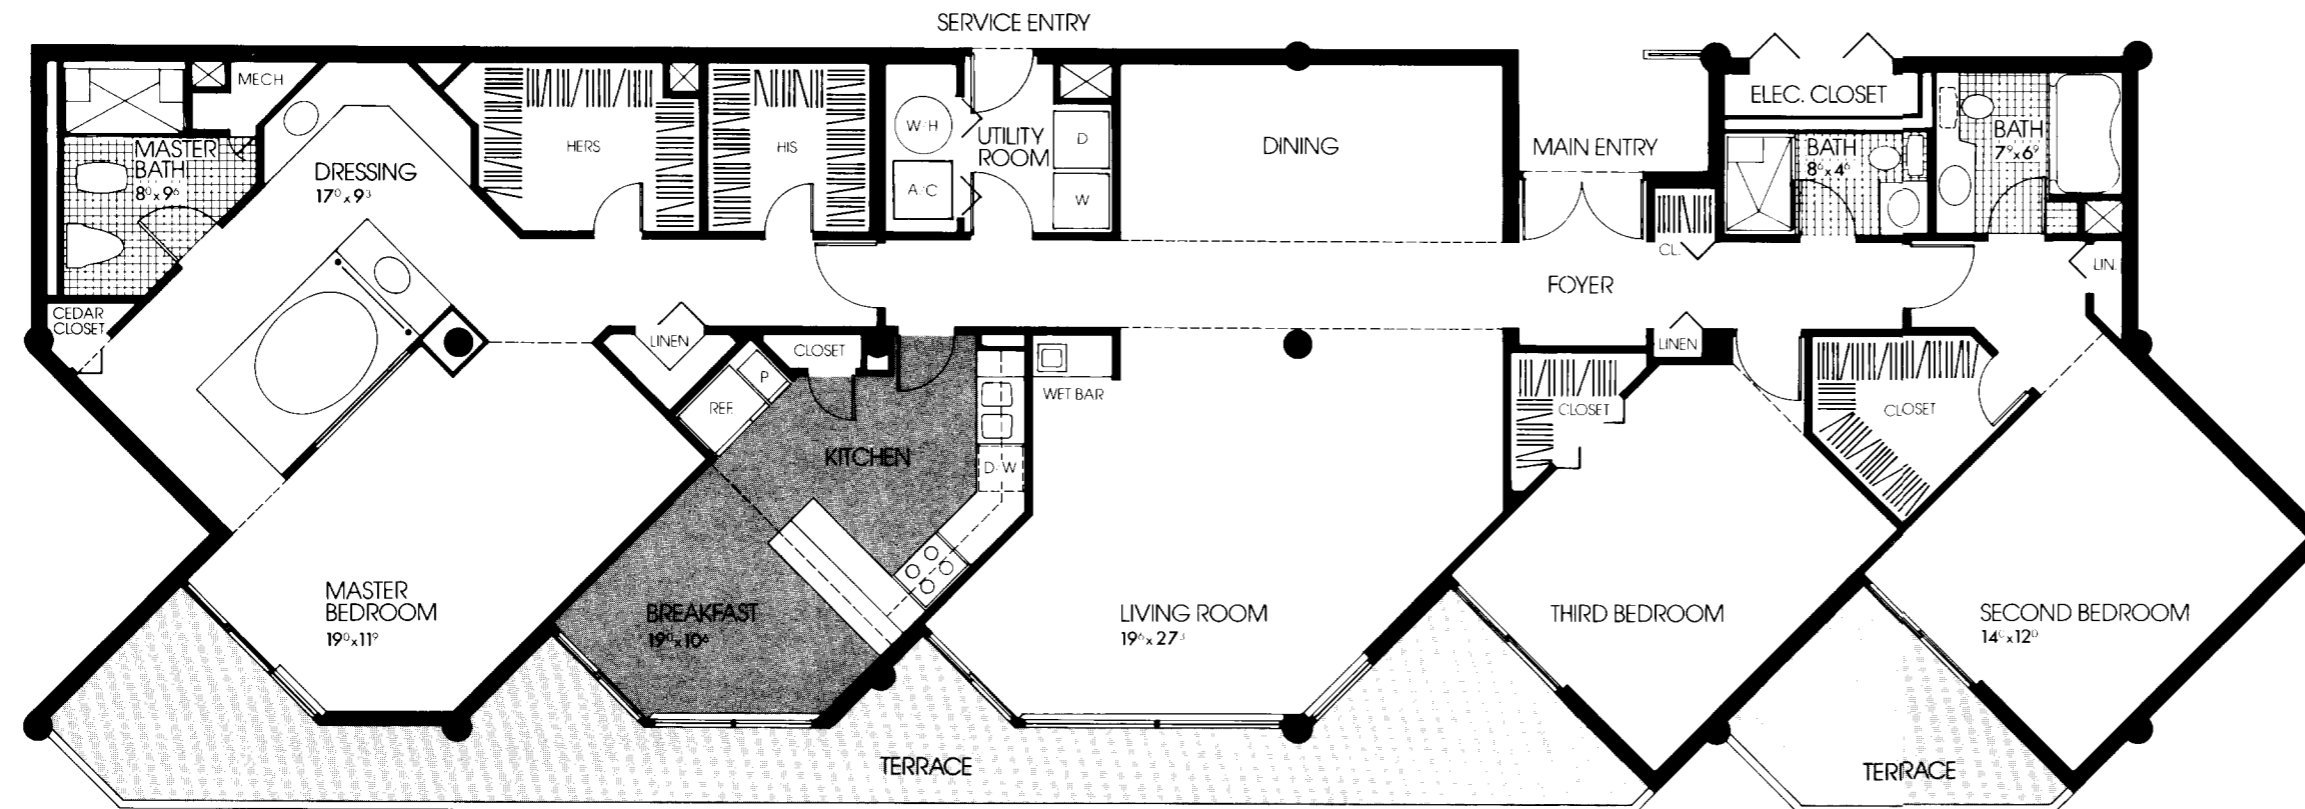 SERVICE ENTRY
MECH
MASTER
BATH
8⁰x9⁶
DRESSING
17⁰x9³
HERS
HIS
W/H
A/C
UTILITY
ROOM
D
W
DINING
MAIN ENTRY
ELEC. CLOSET
BATH
8⁰x4⁶
BATH
7⁹x6⁹
CL.
FOYER
LIN.
CEDAR
CLOSET
LINEN
CLOSET
P
REF.
WET BAR
LINEN
CLOSET
CLOSET
KITCHEN
D/W
MASTER
BEDROOM
19⁰x11⁹
BREAKFAST
19⁰x10⁶
LIVING ROOM
19⁶x27³
THIRD BEDROOM
SECOND BEDROOM
14⁰x12⁰
TERRACE
TERRACE